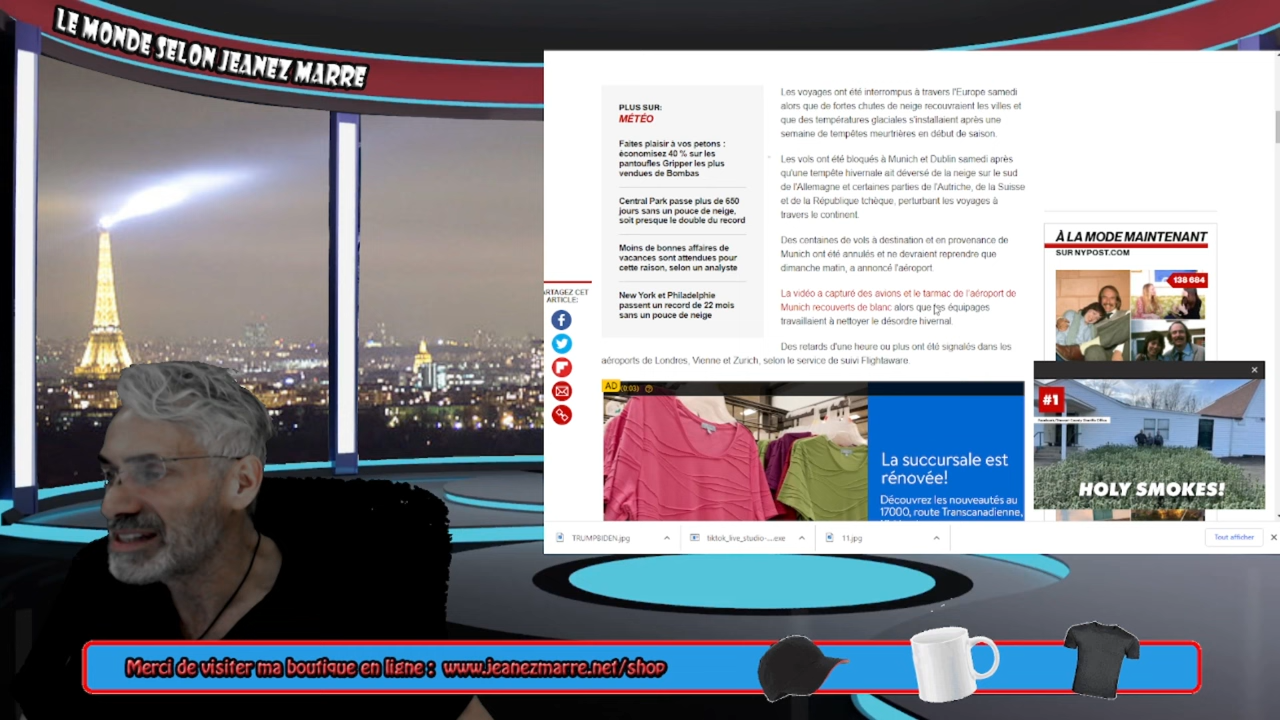 LE MONDE SELON JEANEZ MARRE
PLUS SUR:
MÉTÉO
Faites plaisir à vos petons :
économisez 40 % sur les
pantoufles Gripper les plus
vendues de Bombas
Central Park passe plus de 650
jours sans un pouce de neige,
soit presque le double du record
Moins de bonnes affaires de
vacances sont attendues pour
cette raison, selon un analyste
New York et Philadelphie
passent un record de 22 mois
sans un pouce de neige
Les voyages ont été interrompus à travers l'Europe samedi
alors que de fortes chutes de neige recouvraient les villes et
que des températures glaciales s'installaient après une
semaine de tempêtes meurtrières en début de saison.
Les vols ont été bloqués à Munich et Dublin samedi après
qu'une tempête hivernale ait déversé de la neige sur le sud
de l'Allemagne et certaines parties de l'Autriche, de la Suisse
et de la République tchèque, perturbant les voyages à
travers le continent.
Des centaines de vols à destination et en provenance de
Munich ont été annulés et ne devraient reprendre que
dimanche matin, a annoncé l'aéroport.
La vidéo a capturé des avions et le tarmac de l'aéroport de
Munich recouverts de blanc alors que les équipages
travaillaient à nettoyer le désordre hivernal.
Des retards d'une heure ou plus ont été signalés dans les
aéroports de Londres, Vienne et Zurich, selon le service de suivi Flightaware.
RTAGEZ CET
ARTICLE:
À LA MODE MAINTENANT
SUR NYPOST.COM
138 684
AD (0:03)
La succursale est
rénovée!
Découvrez les nouveautés au
17000, route Transcanadienne,
#1
HOLY SMOKES!
TRUMPBIDEN.jpg
tiktok_live_studio-....exe
11.jpg
Tout afficher
Merci de visiter ma boutique en ligne : www.jeanezmarre.net/shop